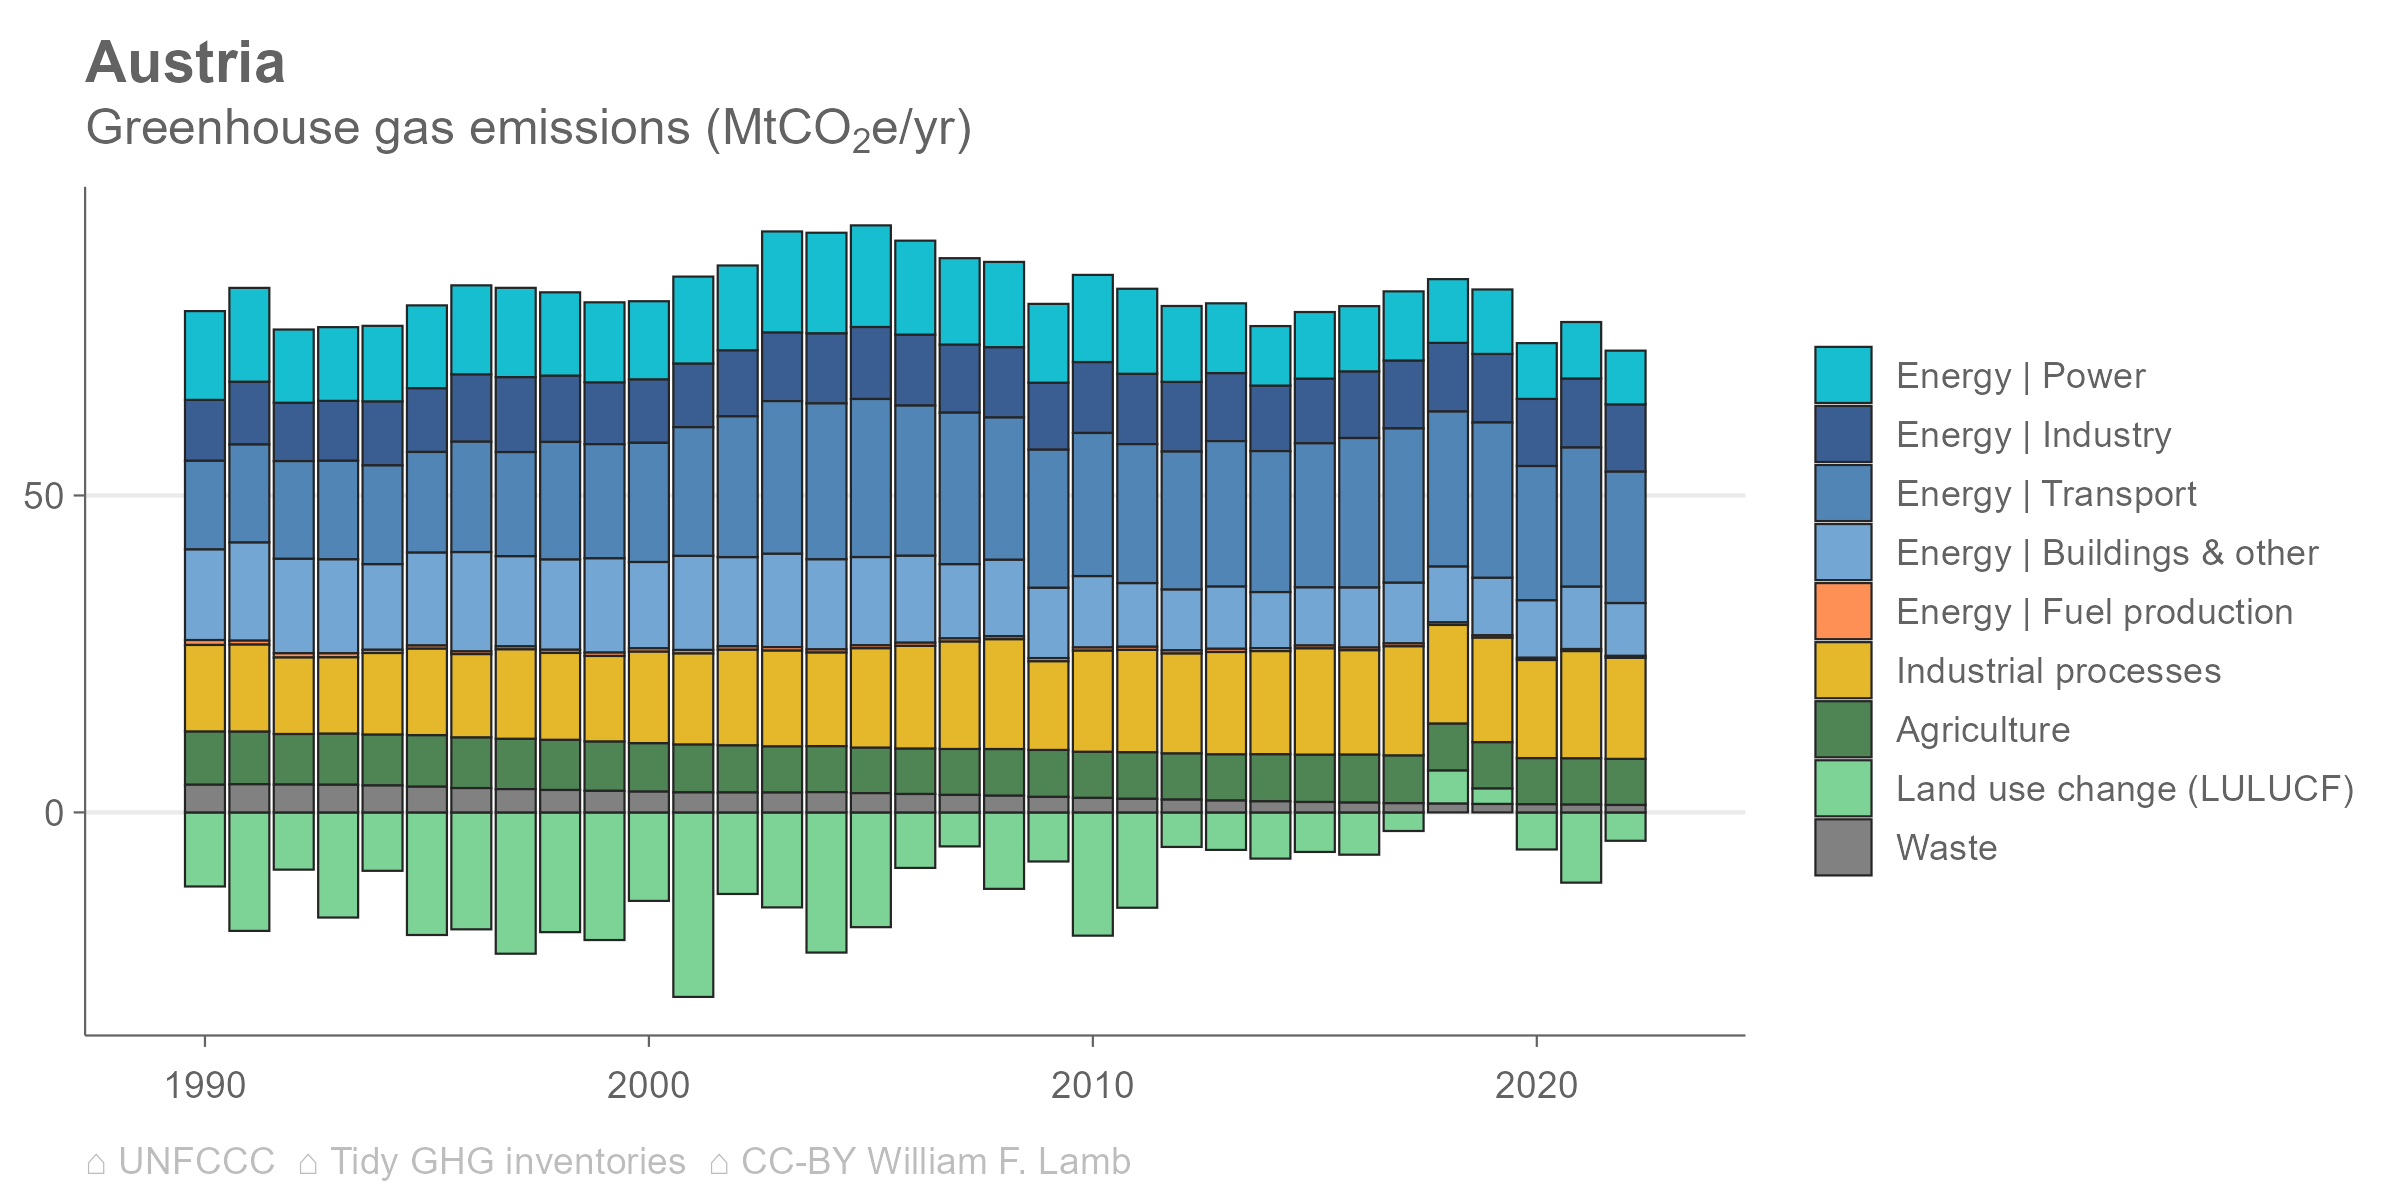 Austria
Greenhouse gas emissions (MtCO₂e/yr)
50
0
1990
2000
2010
2020
Energy | Power
Energy | Industry
Energy | Transport
Energy | Buildings & other
Energy | Fuel production
Industrial processes
Agriculture
Land use change (LULUCF)
Waste
⌂ UNFCCC ⌂ Tidy GHG inventories ⌂ CC-BY William F. Lamb